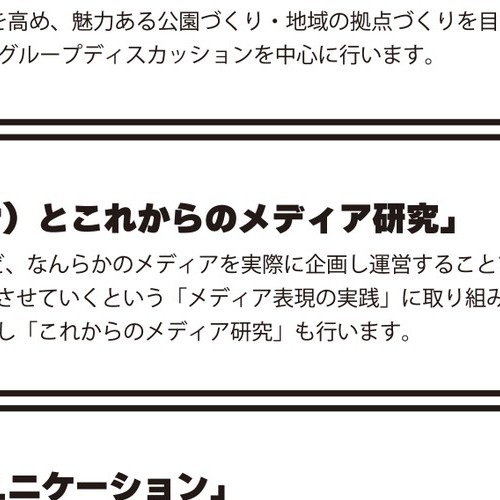 を高め、魅力ある公園づくり・地域の拠点づくりを目
グループディスカッションを中心に行います。
）とこれからのメディア研究」
、なんらかのメディアを実際に企画し運営すること
させていくという「メディア表現の実践」に取り組み
し「これからのメディア研究」も行います。
ュニケーション」